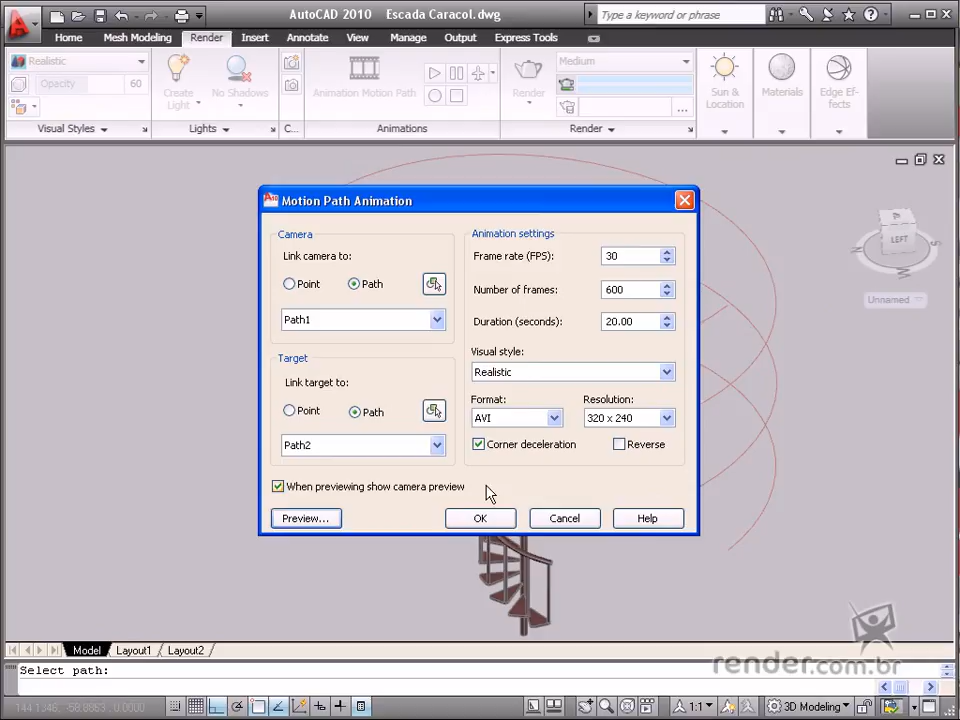 AutoCAD 2010 Escada Caracol.dwg
Type a keyword or phrase
Home Mesh Modeling Render Insert Annotate View Manage Output Express Tools
Realistic
Opacity 60
Create Light
No Shadows
Animation Motion Path
Render
Medium
Sun & Location
Materials
Edge Effects
Visual Styles Lights C... Animations Render
LEFT
Unnamed
Motion Path Animation
Camera
Link camera to:
Point Path
Path1
Target
Link target to:
Point Path
Path2
Animation settings
Frame rate (FPS): 30
Number of frames: 600
Duration (seconds): 20.00
Visual style:
Realistic
Format: Resolution:
AVI 320 x 240
Corner deceleration Reverse
When previewing show camera preview
Preview... OK Cancel Help
Model Layout1 Layout2
render.com.br
Select path:
1:1 3D Modeling